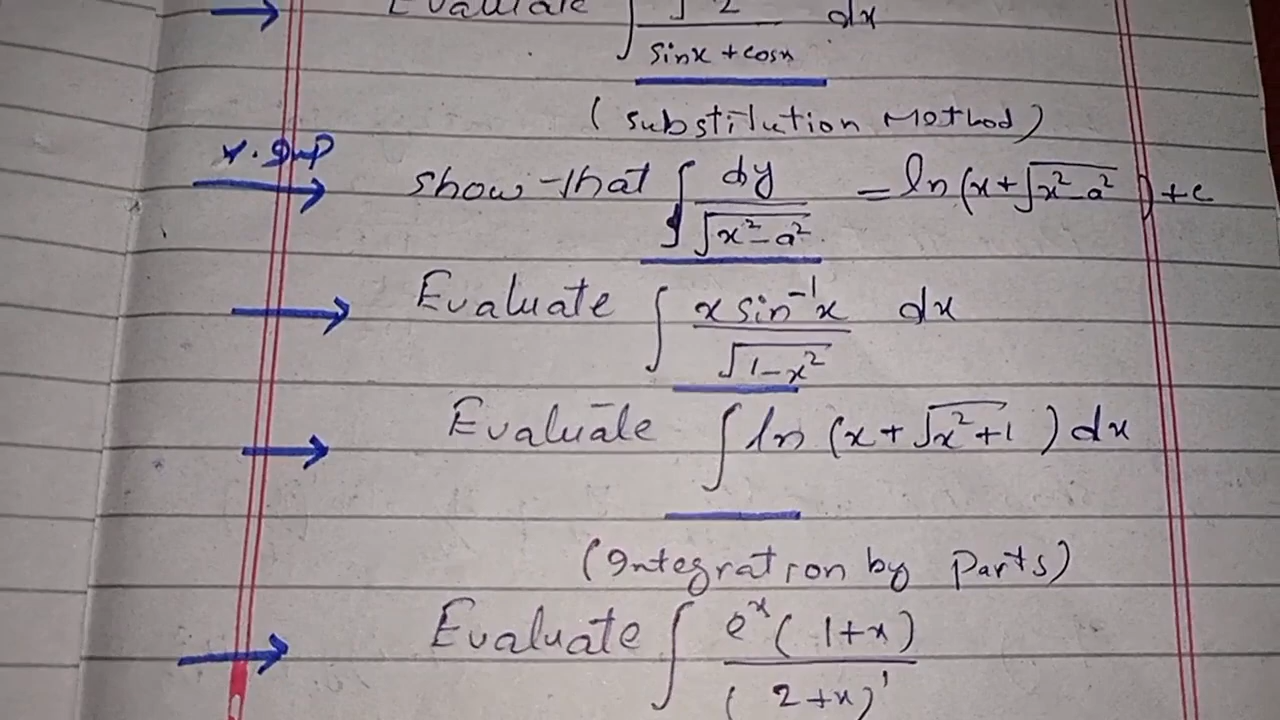 Evaluate ∫ √2 / sinx + cosx dx
(substitution Method)
v. Imp
show that ∫ dy / √x²-a² = ln (x+√x²-a² ) + c
Evaluate ∫ x sin⁻¹x / √1-x² dx
Evaluate ∫ ln (x + √x²+1 ) dx
(Integration by Parts)
Evaluate ∫ eˣ ( 1+x ) / ( 2+x )